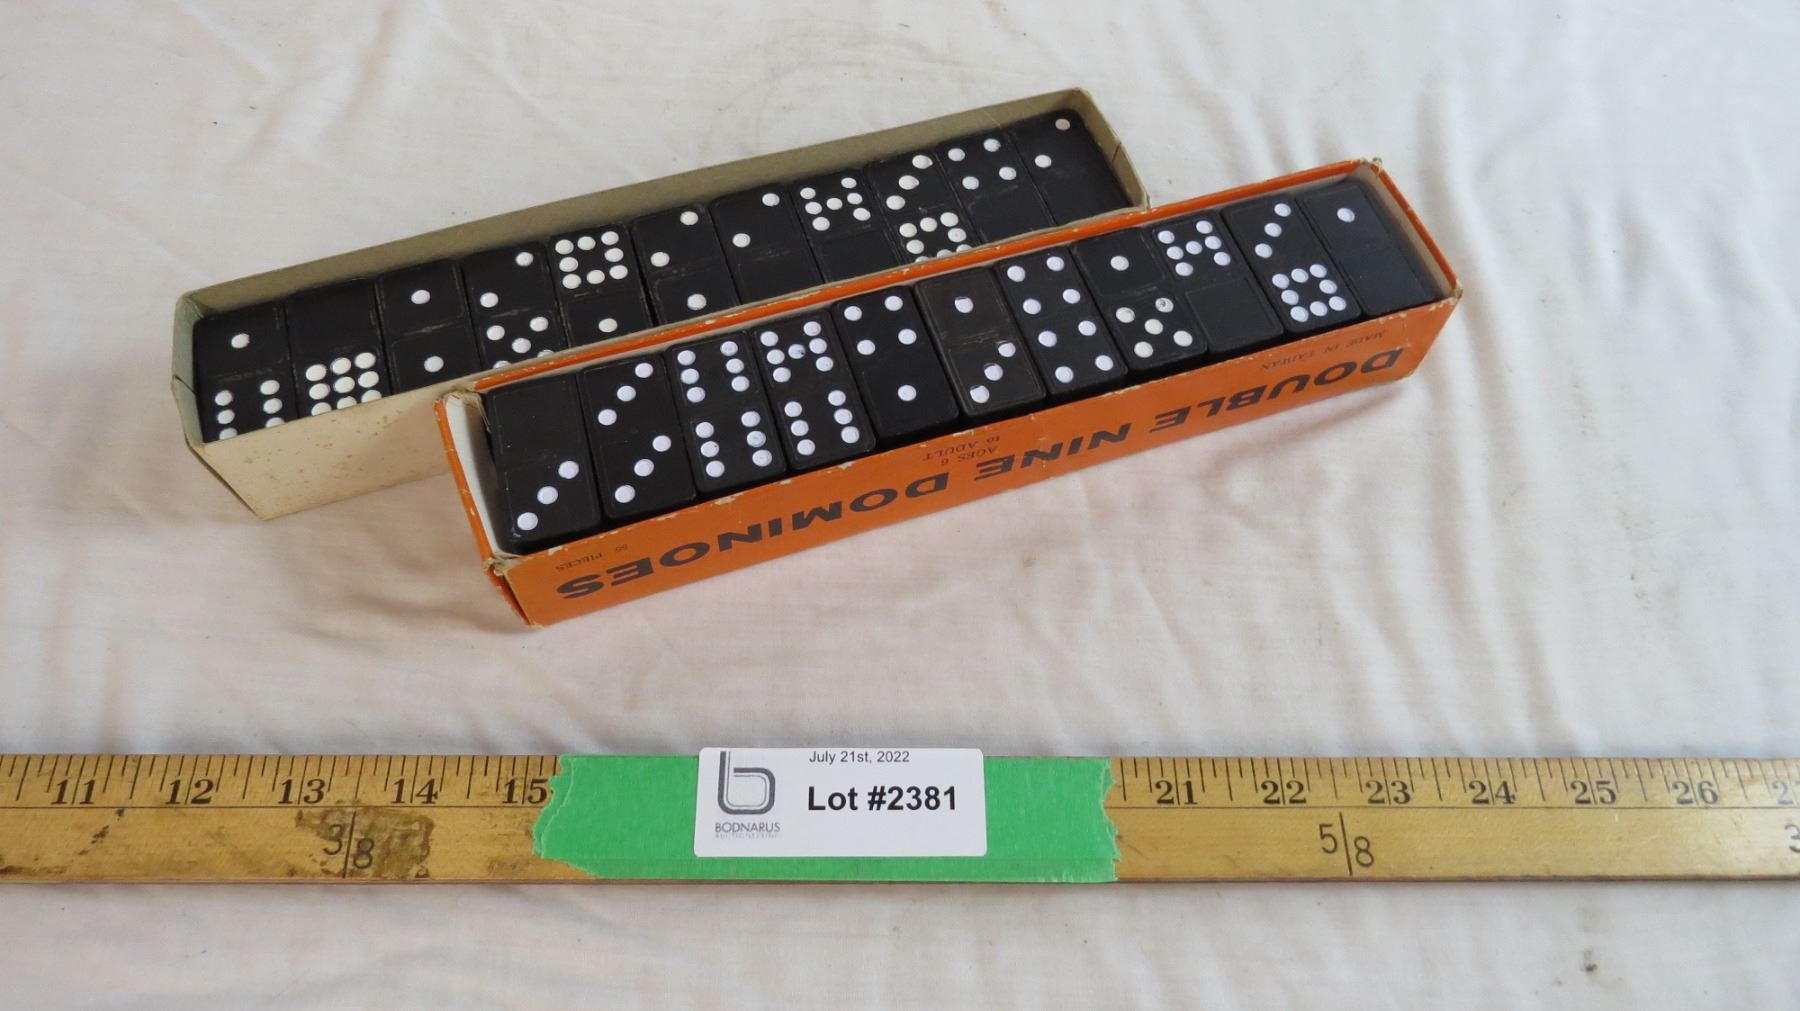 DOUBLE NINE DOMINOES
MADE IN TAIWAN
AGES 6
to ADULT
55 PIECES
July 21st, 2022
Lot #2381
BODNARUS
11 12 13 14 15 21 22 23 24 25 26
3/8 5/8